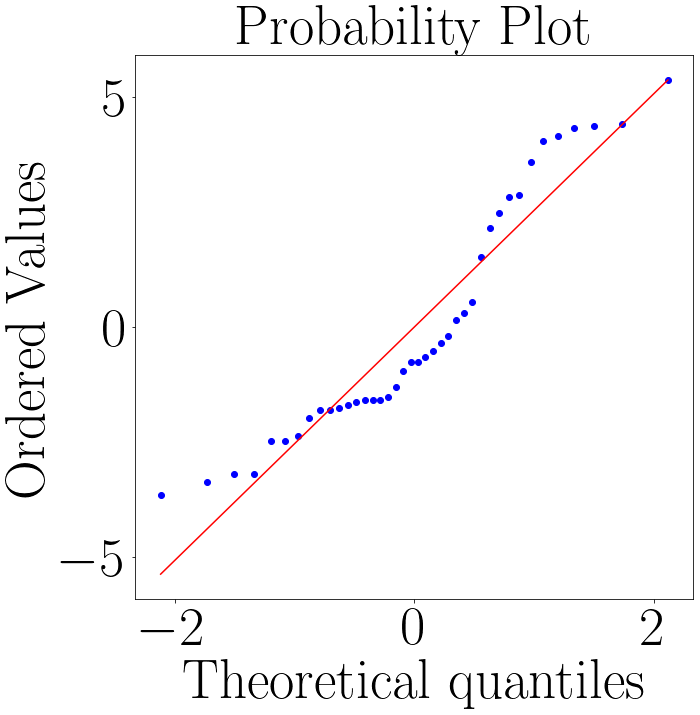 Probability Plot
Ordered Values
5
0
−5
−2
0
2
Theoretical quantiles